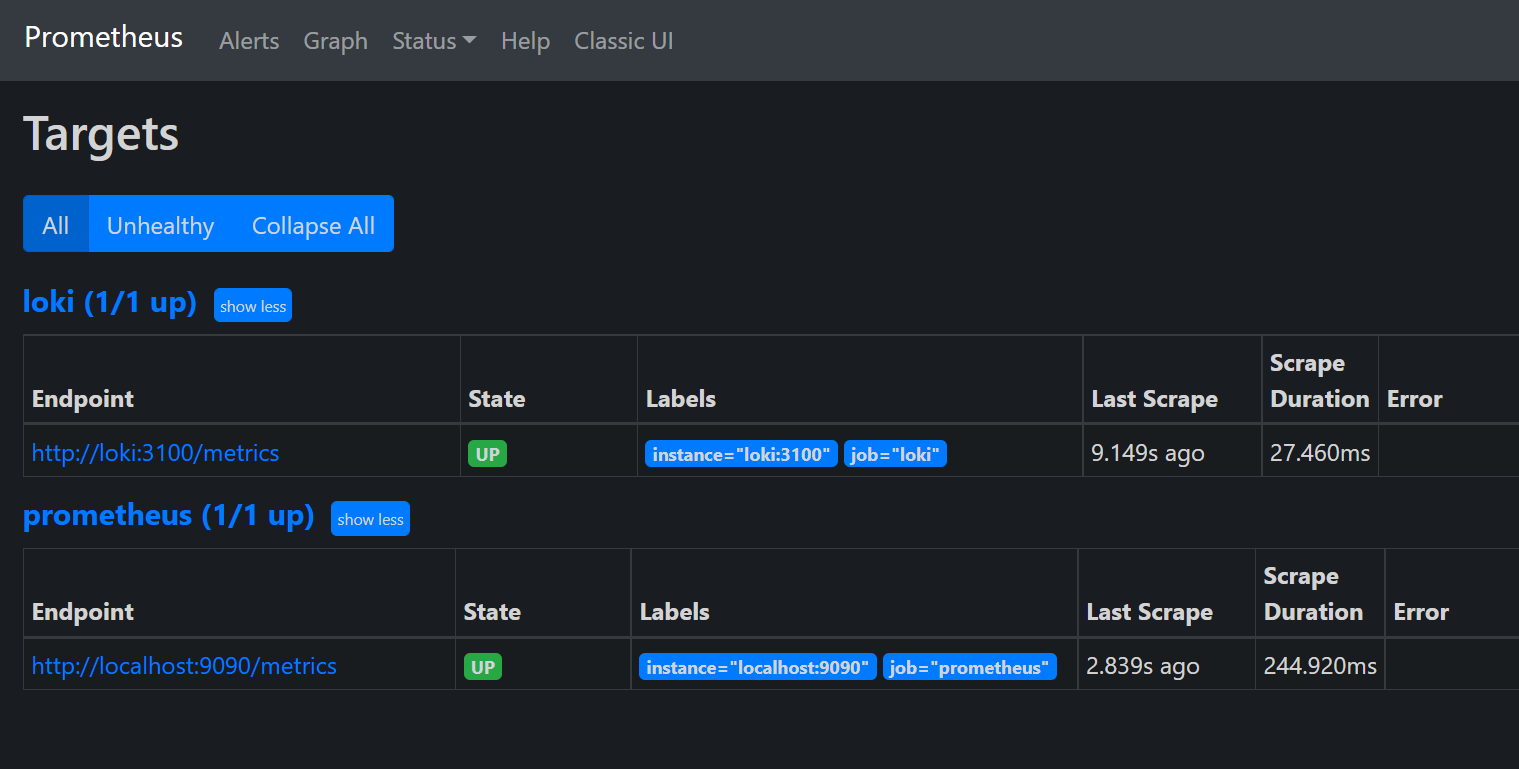 Prometheus Alerts Graph Status Help Classic UI
Targets
All Unhealthy Collapse All
loki (1/1 up) show less
Endpoint State Labels Last Scrape Scrape Duration Error
http://loki:3100/metrics UP instance="loki:3100" job="loki" 9.149s ago 27.460ms
prometheus (1/1 up) show less
Endpoint State Labels Last Scrape Scrape Duration Error
http://localhost:9090/metrics UP instance="localhost:9090" job="prometheus" 2.839s ago 244.920ms